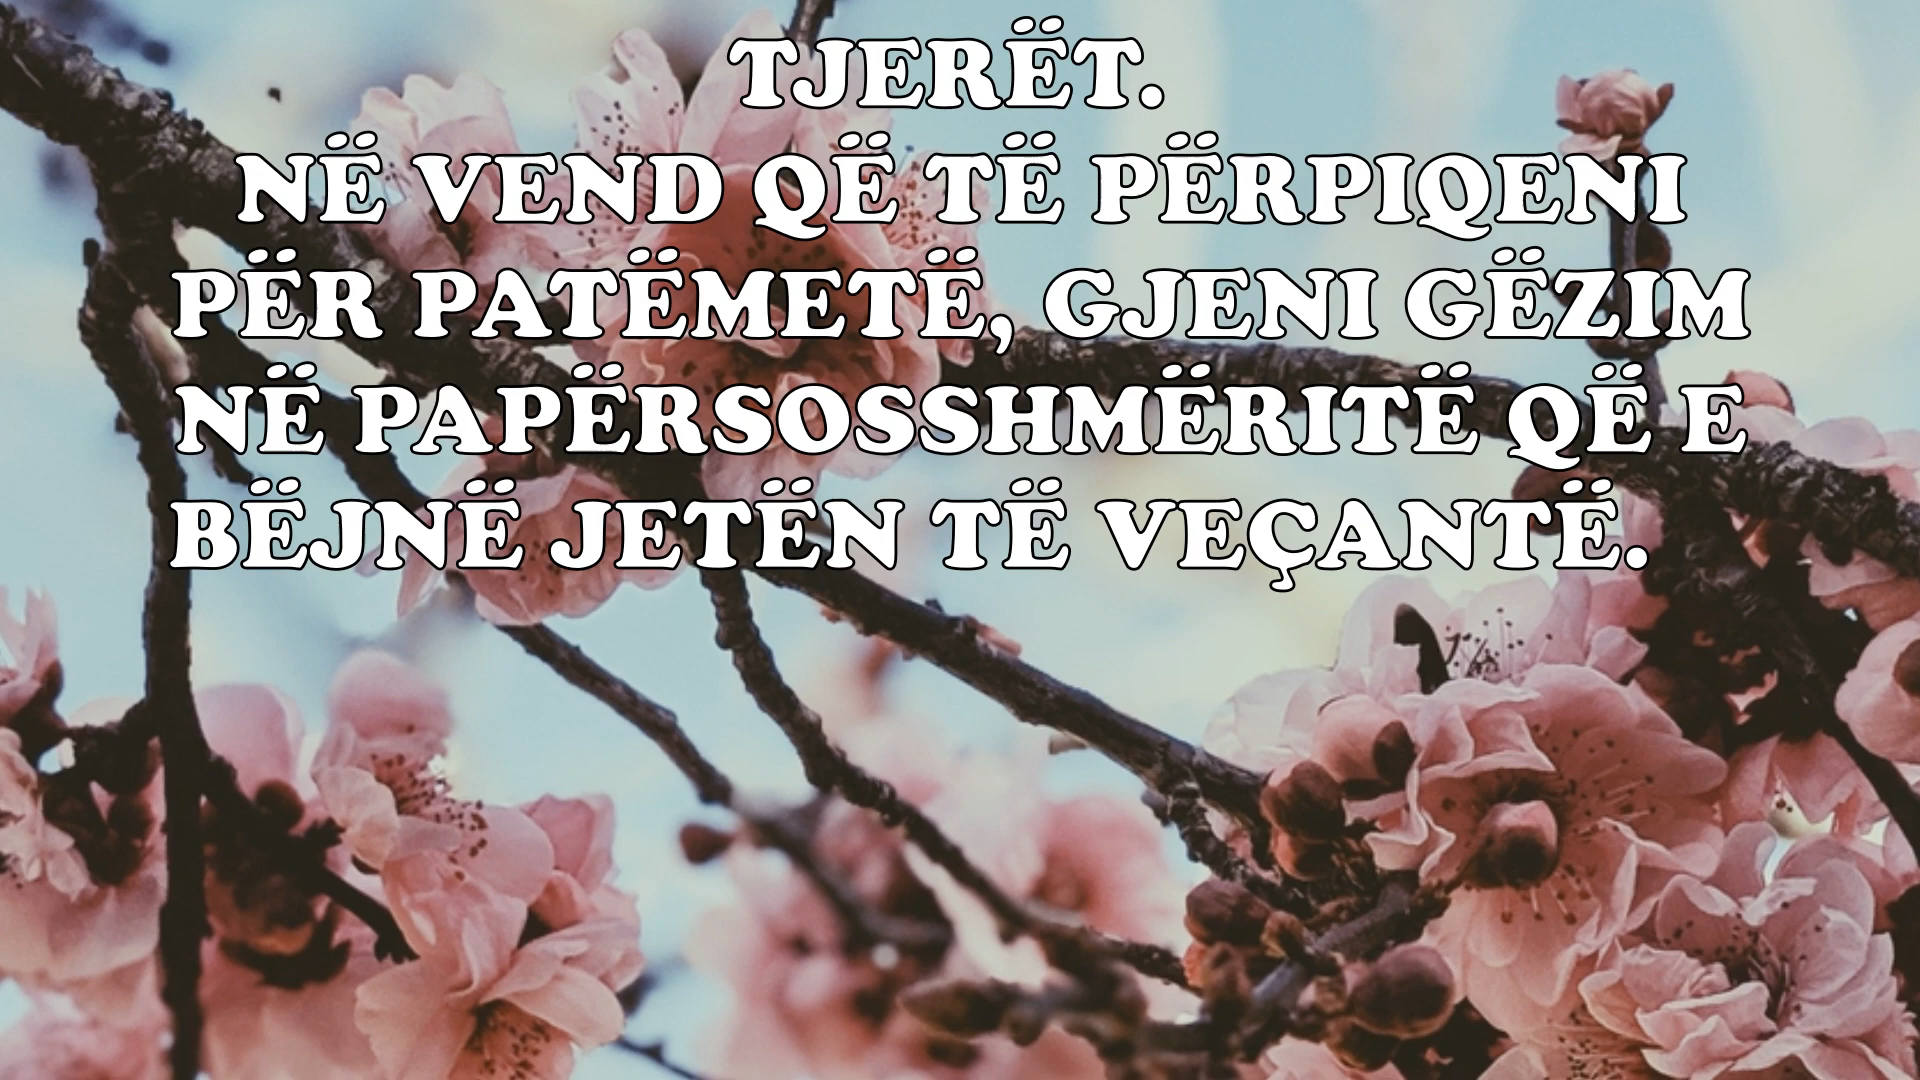 TJERËT.
NË VEND QË TË PËRPIQENI
PËR PATËMETË, GJENI GËZIM
NË PAPËRSOSSHMËRITË QË E
BËJNË JETËN TË VEÇANTË.